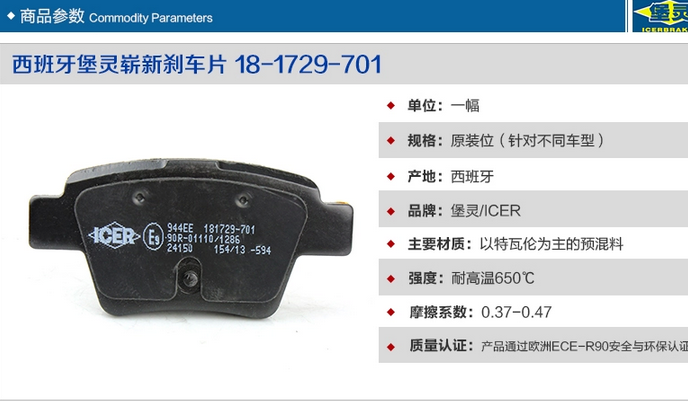 商品参数 Commodity Parameters
堡灵
ICERBRAK
西班牙堡灵崭新刹车片 18-1729-701
单位：一幅
规格：原装位（针对不同车型）
产地：西班牙
品牌：堡灵/ICER
主要材质：以特瓦伦为主的预混料
强度：耐高温650℃
摩擦系数：0.37-0.47
质量认证：产品通过欧洲ECE-R90安全与环保认证
ICER E9 944EE 181729-701
90R-01110/1286
24150 154/13 -594